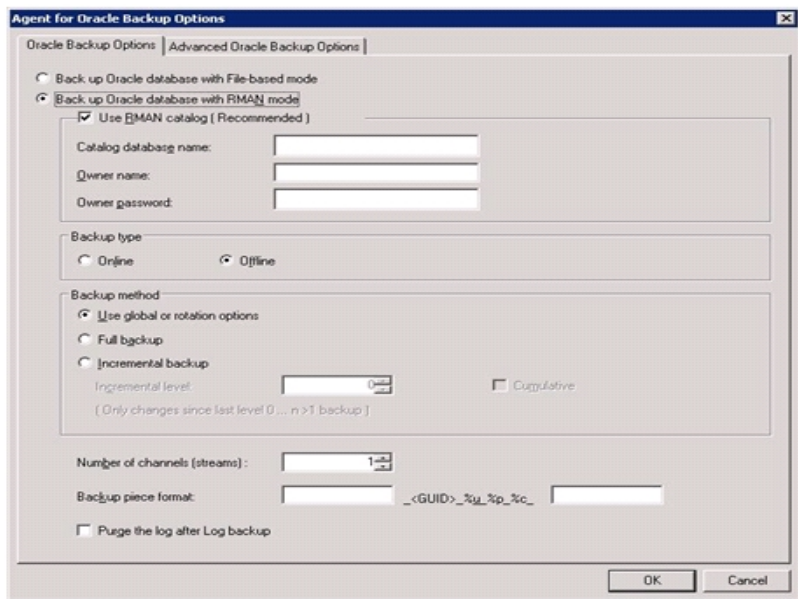 Agent for Oracle Backup Options
Oracle Backup Options Advanced Oracle Backup Options
Back up Oracle database with File-based mode
Back up Oracle database with RMAN mode
Use RMAN catalog ( Recommended )
Catalog database name:
Owner name:
Owner password:
Backup type
Online Offline
Backup method
Use global or rotation options
Full backup
Incremental backup
Incremental level: 0 Cumulative
( Only changes since last level 0 ... n >1 backup )
Number of channels (streams) : 1
Backup piece format: _<GUID>_%u_%p_%c_
Purge the log after Log backup
OK Cancel